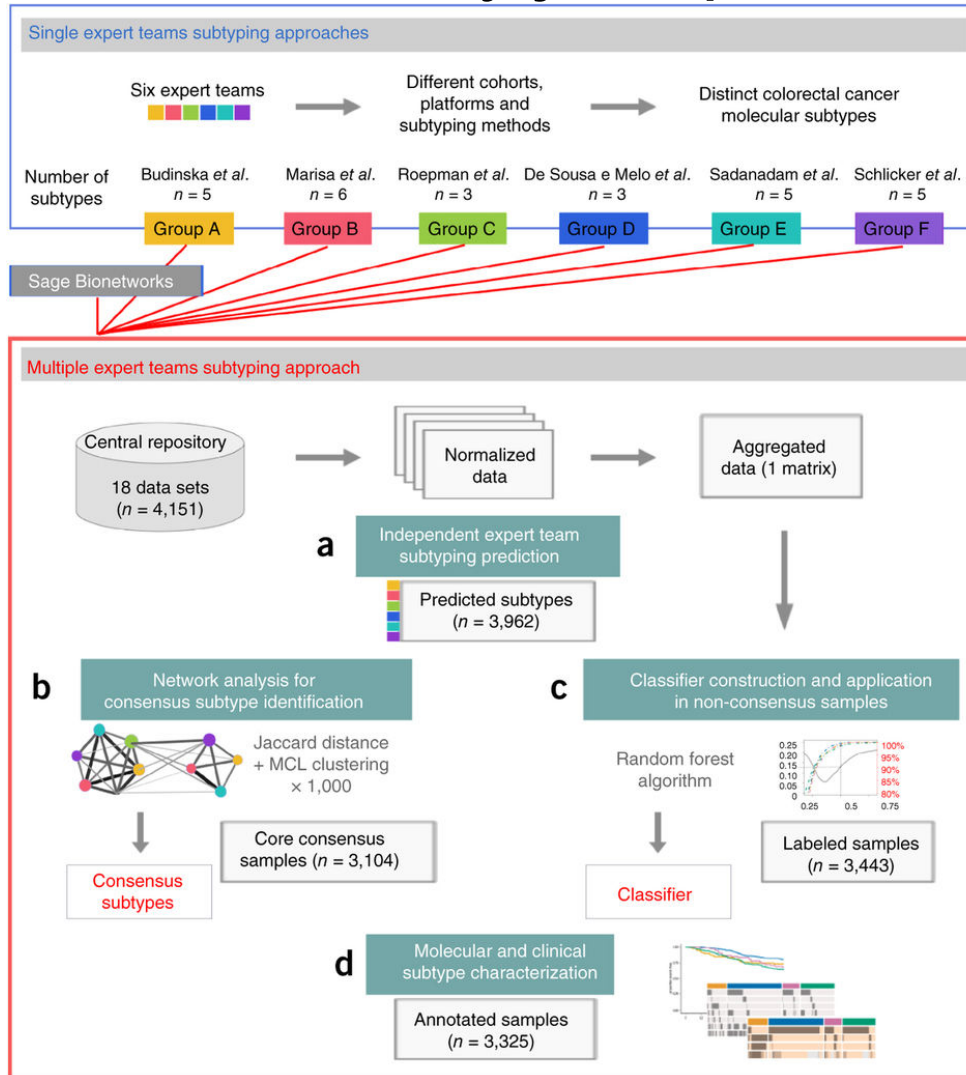 Single expert teams subtyping approaches
Six expert teams
Different cohorts,
platforms and
subtyping methods
Distinct colorectal cancer
molecular subtypes
Number of
subtypes
Budinska et al.
n = 5
Marisa et al.
n = 6
Roepman et al.
n = 3
De Sousa e Melo et al.
n = 3
Sadanadam et al.
n = 5
Schlicker et al.
n = 5
Group A
Group B
Group C
Group D
Group E
Group F
Sage Bionetworks
Multiple expert teams subtyping approach
Central repository
18 data sets
(n = 4,151)
Normalized
data
Aggregated
data (1 matrix)
a
Independent expert team
subtyping prediction
Predicted subtypes
(n = 3,962)
b
Network analysis for
consensus subtype identification
Jaccard distance
+ MCL clustering
× 1,000
Core consensus
samples (n = 3,104)
Consensus
subtypes
c
Classifier construction and application
in non-consensus samples
Random forest
algorithm
0.25
0.20
0.15
0.10
0.05
0
100%
95%
90%
85%
80%
0.25
0.5
0.75
Labeled samples
(n = 3,443)
Classifier
d
Molecular and clinical
subtype characterization
Annotated samples
(n = 3,325)